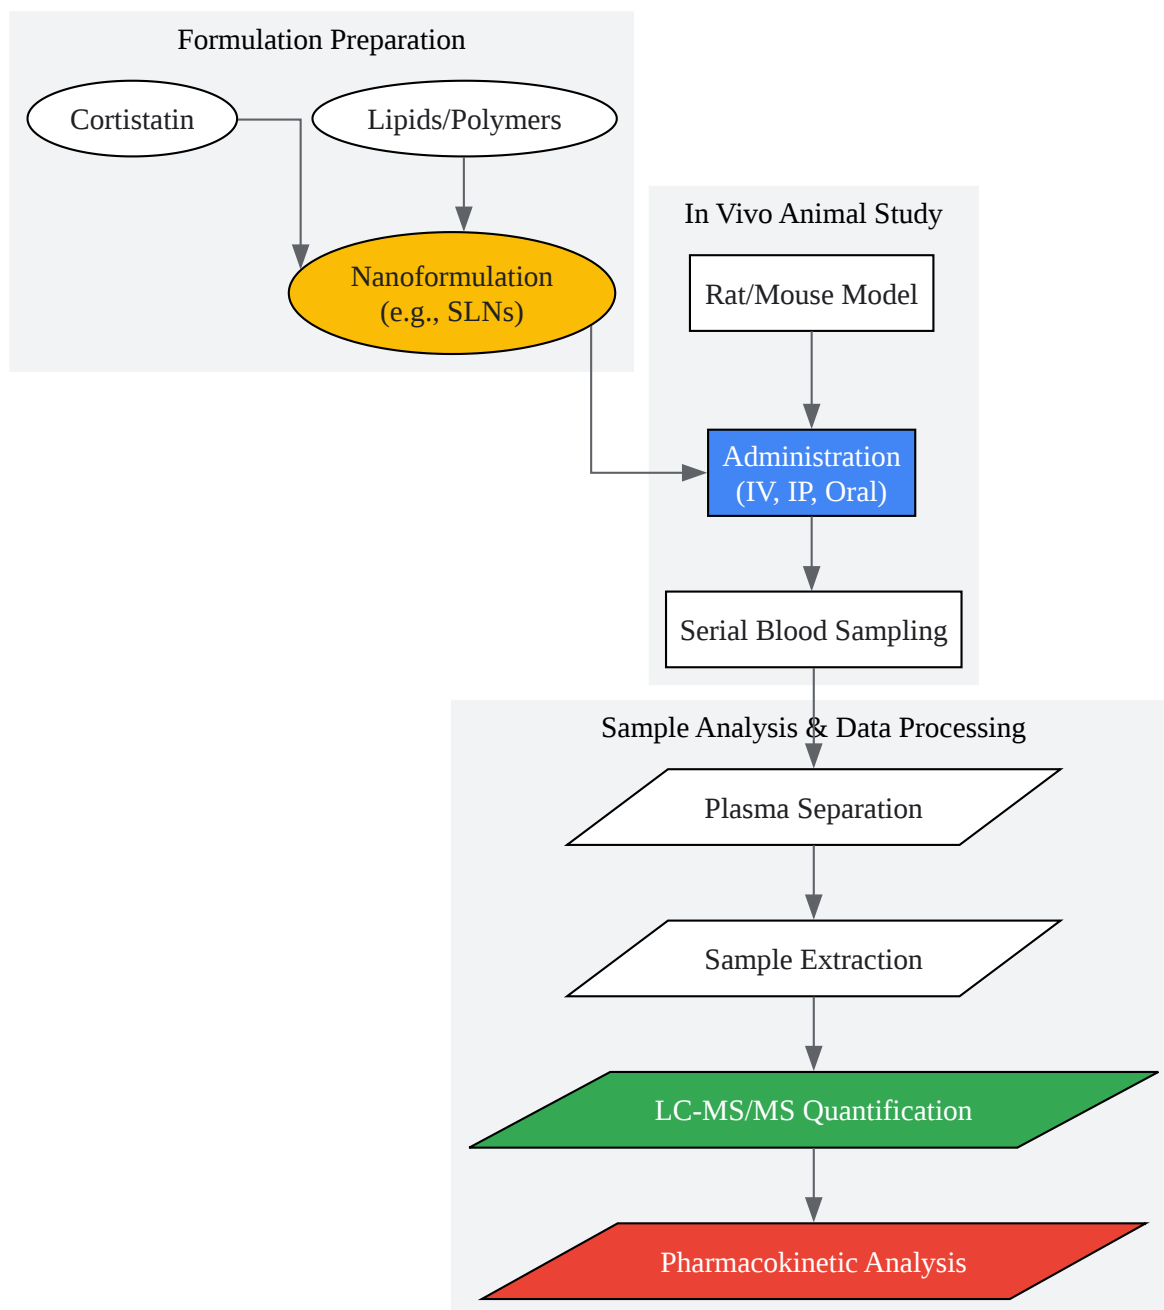 Formulation Preparation
Cortistatin
Lipids/Polymers
Nanoformulation
(e.g., SLNs)
In Vivo Animal Study
Rat/Mouse Model
Administration
(IV, IP, Oral)
Serial Blood Sampling
Sample Analysis & Data Processing
Plasma Separation
Sample Extraction
LC-MS/MS Quantification
Pharmacokinetic Analysis